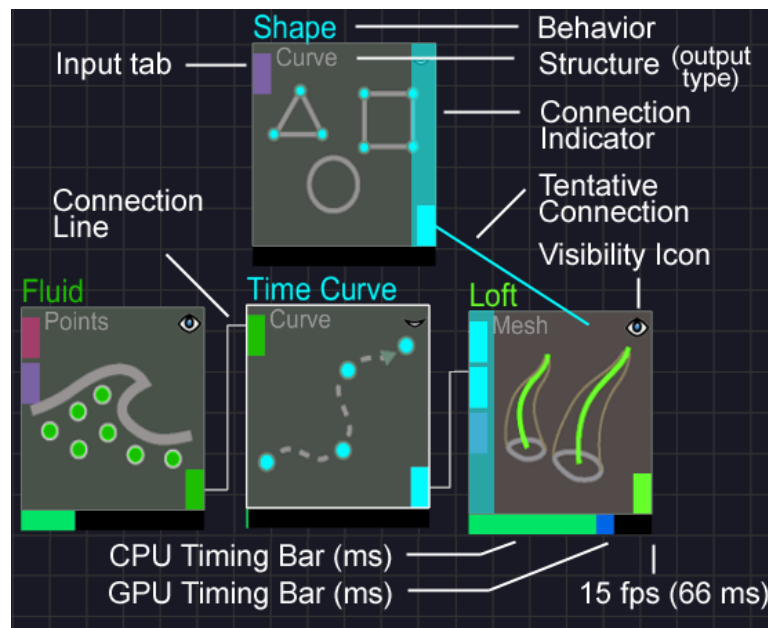 Shape
Behavior
Input tab
Curve
Structure (output type)
Connection
Indicator
Tentative
Connection
Connection
Line
Visibility Icon
Fluid
Time Curve
Loft
Points
Curve
Mesh
CPU Timing Bar (ms)
GPU Timing Bar (ms)
15 fps (66 ms)